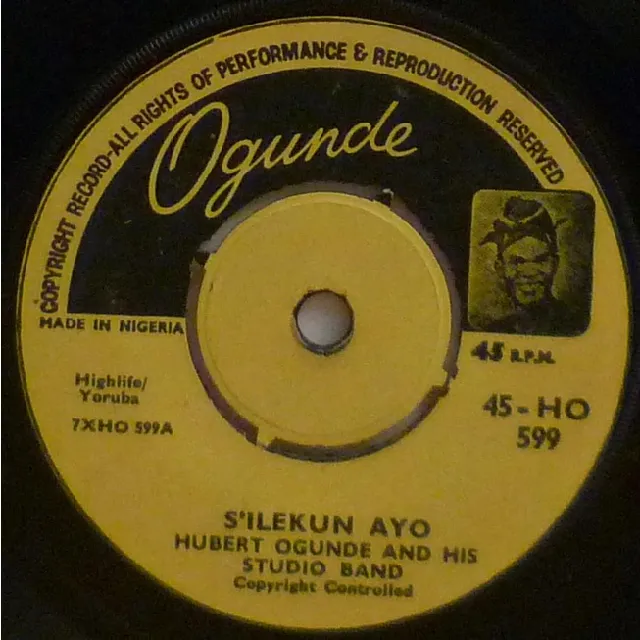 COPYRIGHT RECORD-ALL RIGHTS OF PERFORMANCE & REPRODUCTION RESERVED
Ogunde
MADE IN NIGERIA
45 R.P.M.
Highlife/
Yoruba
7XHO 599A
45-HO
599
S'ILEKUN AYO
HUBERT OGUNDE AND HIS
STUDIO BAND
Copyright Controlled